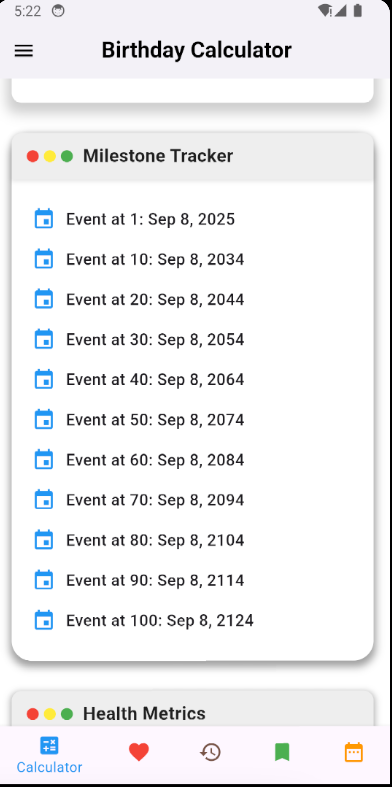 5:22
Birthday Calculator
Milestone Tracker
Event at 1: Sep 8, 2025
Event at 10: Sep 8, 2034
Event at 20: Sep 8, 2044
Event at 30: Sep 8, 2054
Event at 40: Sep 8, 2064
Event at 50: Sep 8, 2074
Event at 60: Sep 8, 2084
Event at 70: Sep 8, 2094
Event at 80: Sep 8, 2104
Event at 90: Sep 8, 2114
Event at 100: Sep 8, 2124
Health Metrics
Calculator